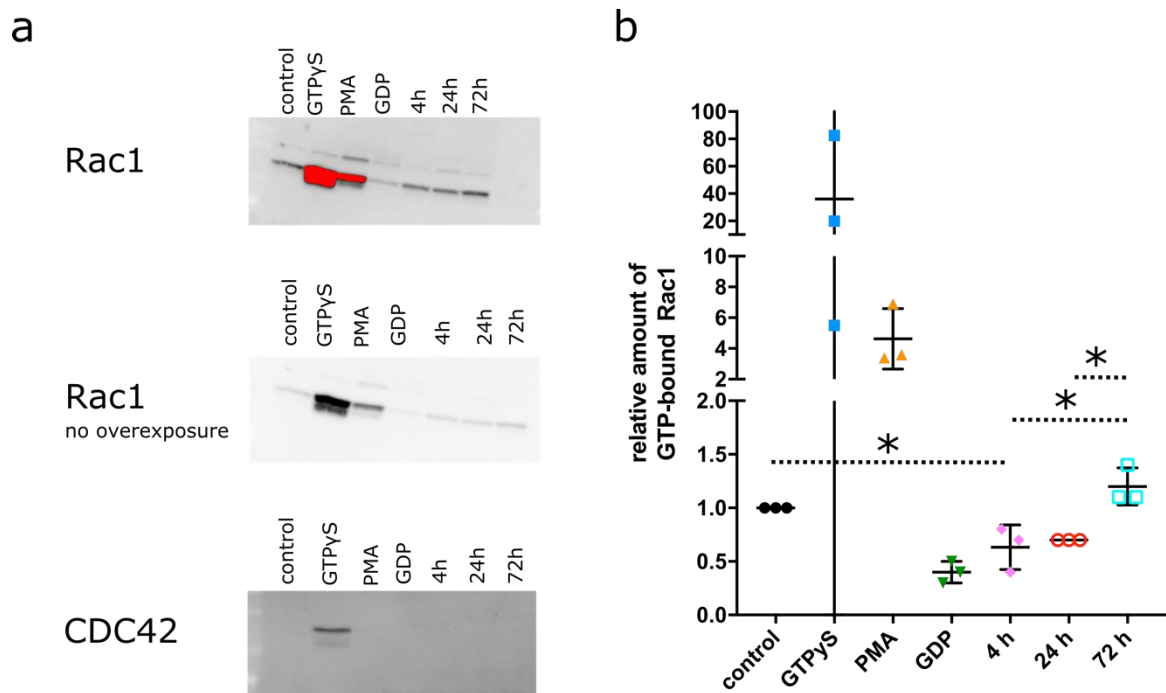 a
control GTPγS PMA GDP 4h 24h 72h
Rac1
control GTPγS PMA GDP 4h 24h 72h
Rac1
no overexposure
control GTPγS PMA GDP 4h 24h 72h
CDC42
b
relative amount of
GTP-bound Rac1
100
80
60
40
20
10
8
6
4
2
2.0
1.5
1.0
0.5
0.0
*
*
*
control GTPyS PMA GDP 4 h 24 h 72 h